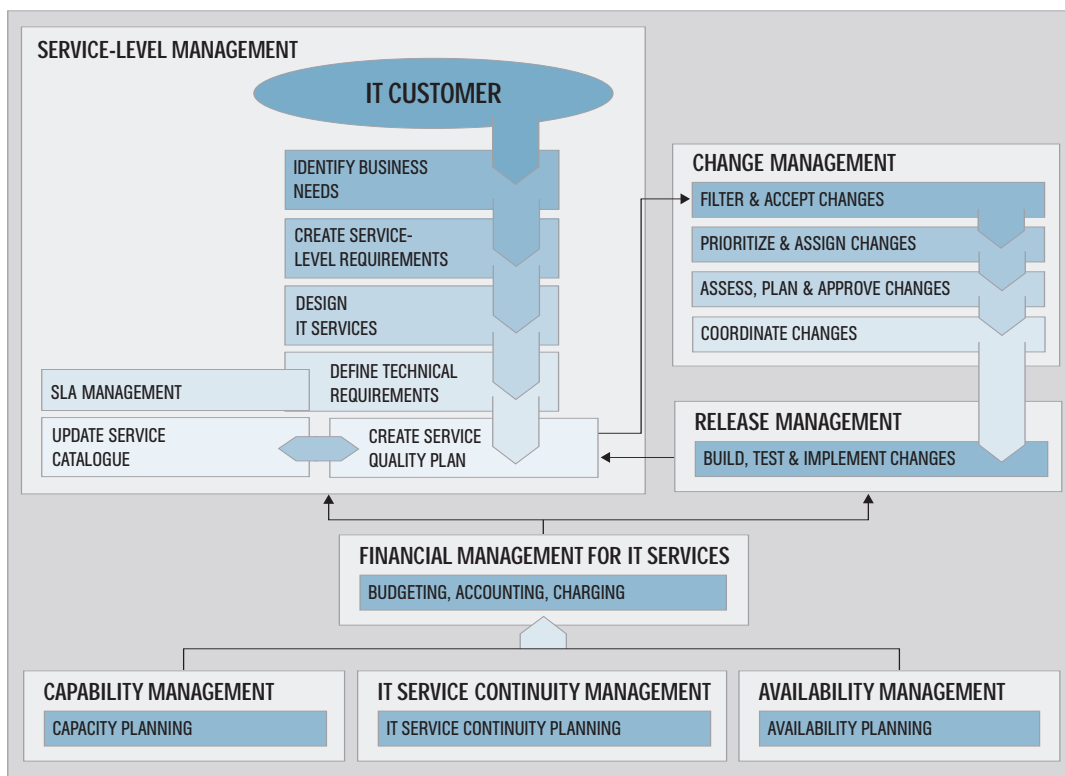 SERVICE-LEVEL MANAGEMENT
IT CUSTOMER
IDENTIFY BUSINESS
NEEDS
CREATE SERVICE-
LEVEL REQUIREMENTS
DESIGN
IT SERVICES
DEFINE TECHNICAL
REQUIREMENTS
SLA MANAGEMENT
UPDATE SERVICE
CATALOGUE
CREATE SERVICE
QUALITY PLAN
CHANGE MANAGEMENT
FILTER & ACCEPT CHANGES
PRIORITIZE & ASSIGN CHANGES
ASSESS, PLAN & APPROVE CHANGES
COORDINATE CHANGES
RELEASE MANAGEMENT
BUILD, TEST & IMPLEMENT CHANGES
FINANCIAL MANAGEMENT FOR IT SERVICES
BUDGETING, ACCOUNTING, CHARGING
CAPABILITY MANAGEMENT
CAPACITY PLANNING
IT SERVICE CONTINUITY MANAGEMENT
IT SERVICE CONTINUITY PLANNING
AVAILABILITY MANAGEMENT
AVAILABILITY PLANNING